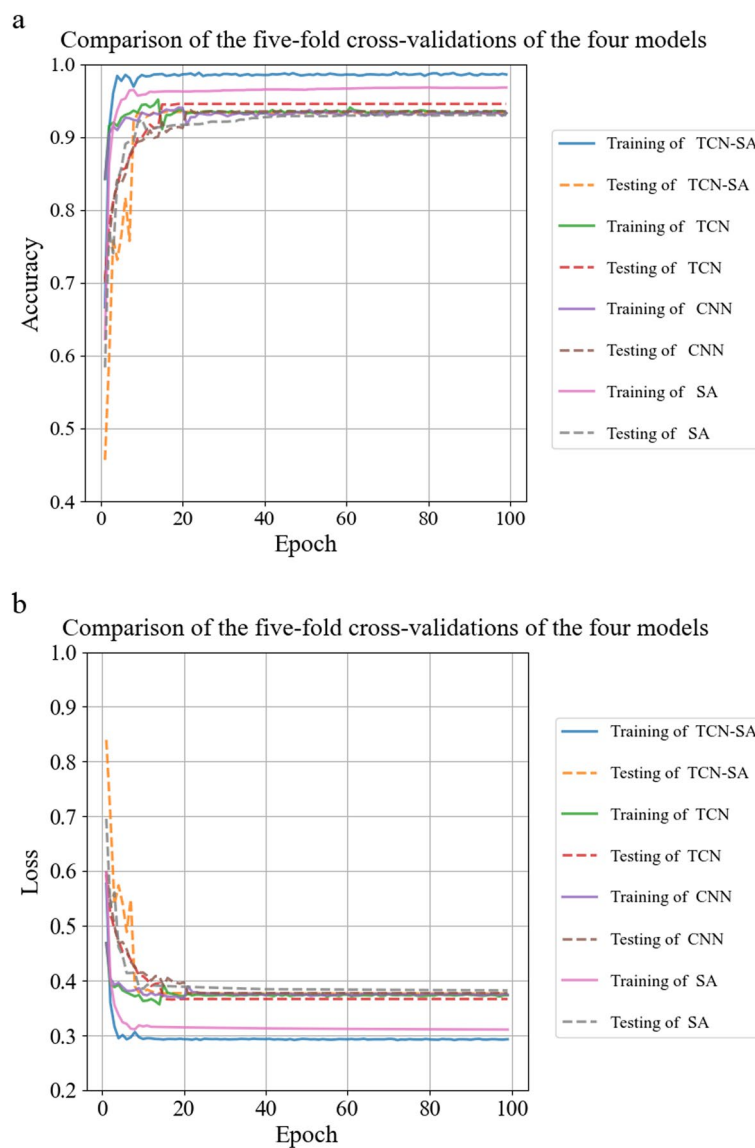 a
Comparison of the five-fold cross-validations of the four models
1.0
0.9
0.8
0.7
0.6
0.5
0.4
Accuracy
0 20 40 60 80 100
Epoch
Training of TCN-SA
Testing of TCN-SA
Training of TCN
Testing of TCN
Training of CNN
Testing of CNN
Training of SA
Testing of SA
b
Comparison of the five-fold cross-validations of the four models
1.0
0.9
0.8
0.7
0.6
0.5
0.4
0.3
0.2
Loss
0 20 40 60 80 100
Epoch
Training of TCN-SA
Testing of TCN-SA
Training of TCN
Testing of TCN
Training of CNN
Testing of CNN
Training of SA
Testing of SA